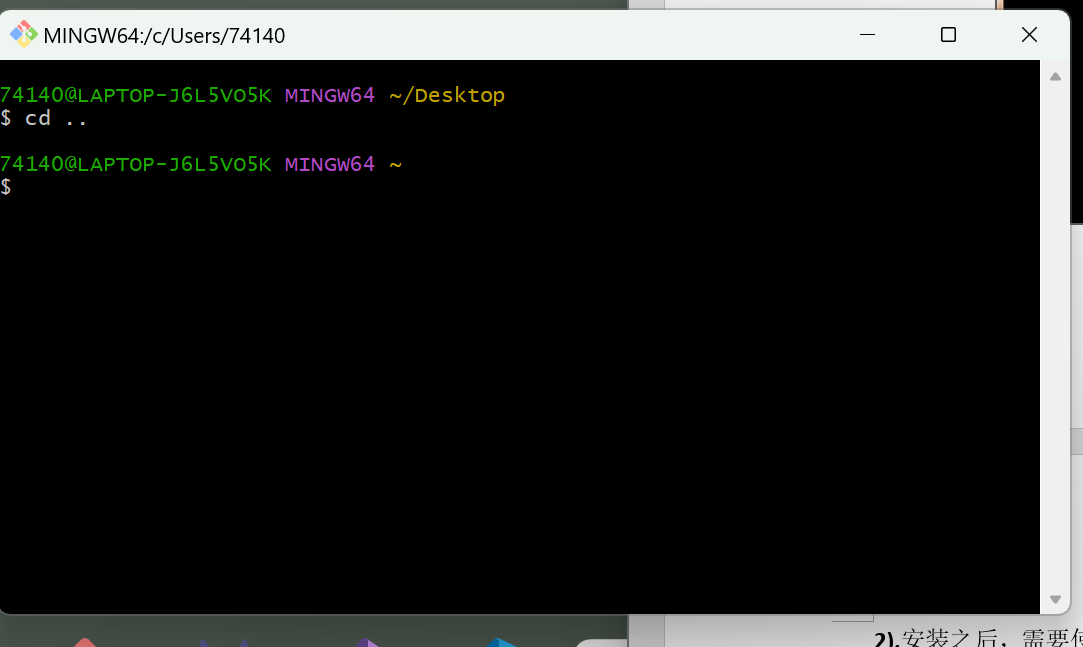 MINGW64:/c/Users/74140
74140@LAPTOP-J6L5VO5K MINGW64 ~/Desktop
$ cd ..
74140@LAPTOP-J6L5VO5K MINGW64 ~
$
2).安装之后，需要使